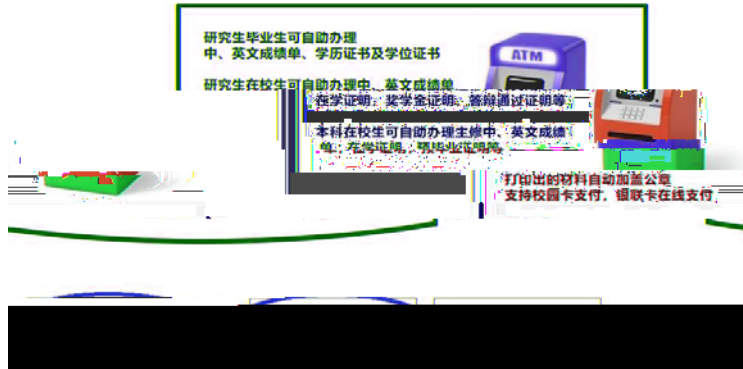 研究生毕业生可自助办理
中、英文成绩单、学历证书及学位证书
ATM
研究生在校生可自助办理中、英文成绩单
在学证明、奖学金证明、答辩通过证明等
本科在校生可自助办理主修中、英文成绩
单、在学证明、预毕业证明等
打印出的材料自动加盖公章
支持校园卡支付，银联卡在线支付